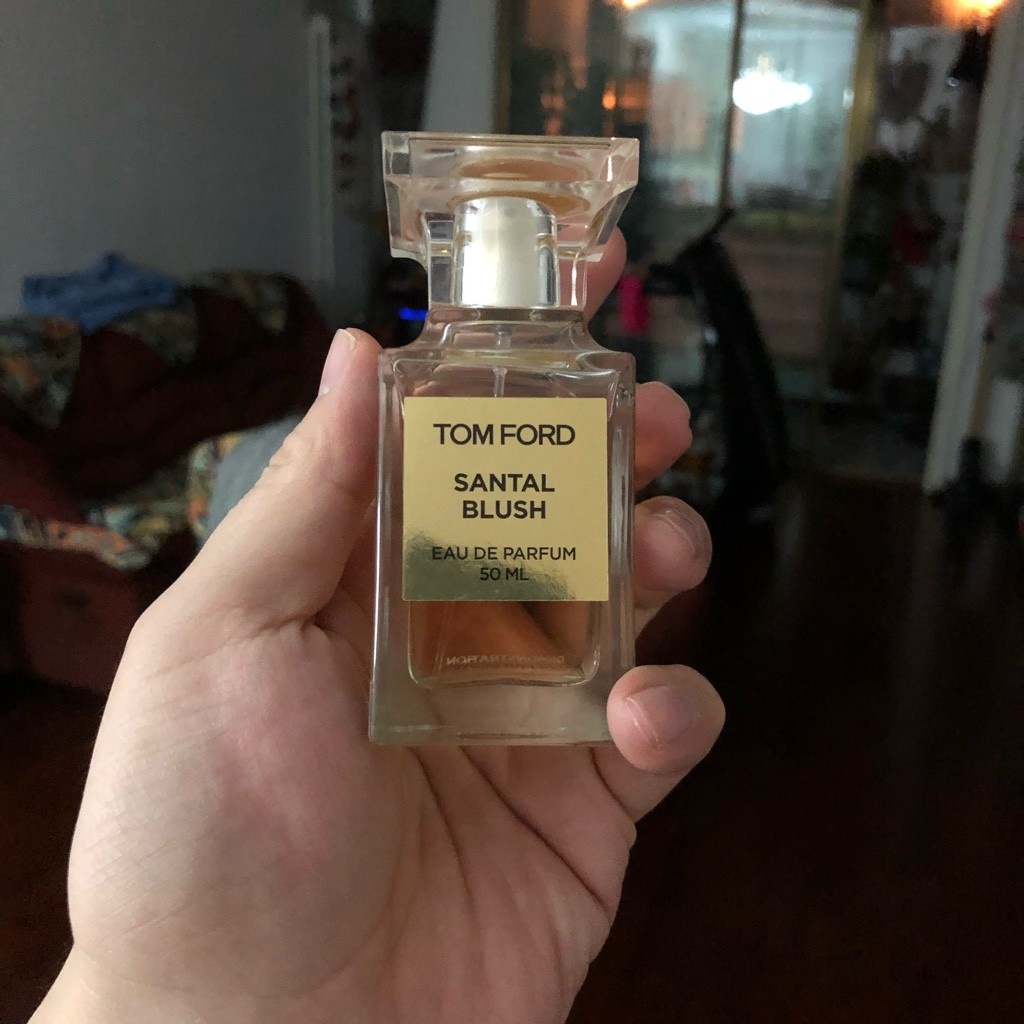 TOM FORD
SANTAL
BLUSH
EAU DE PARFUM
50 ML